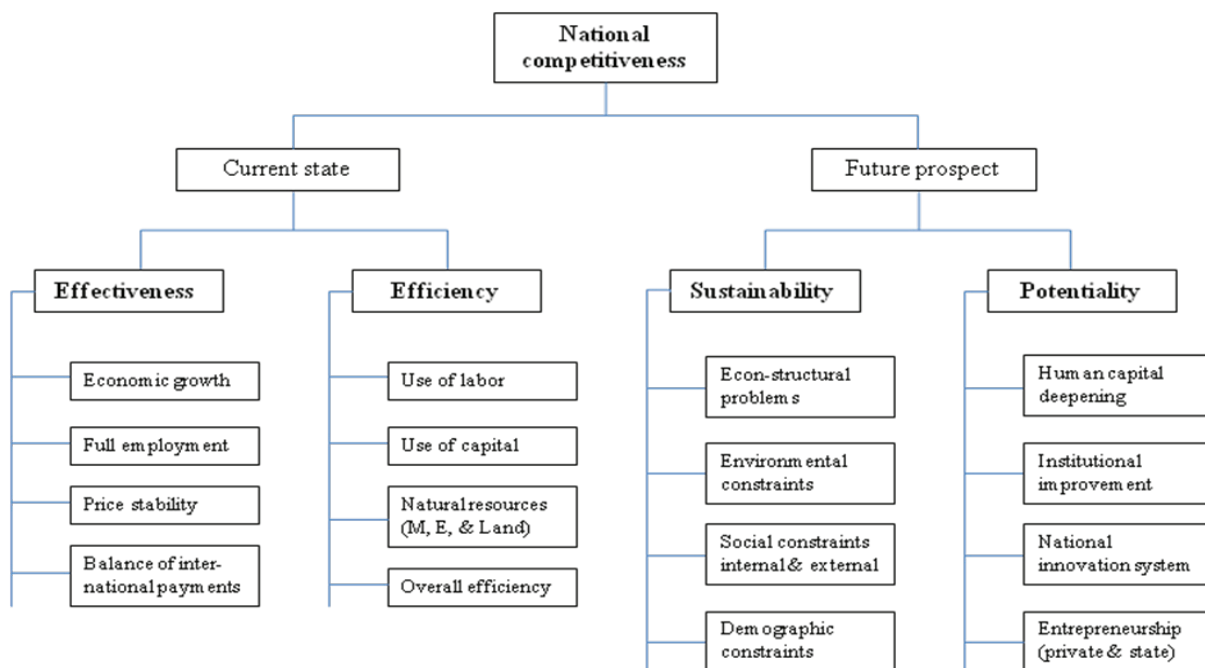 National
competitiveness
Current state
Future prospect
Effectiveness
Efficiency
Sustainability
Potentiality
Economic growth
Full employment
Price stability
Balance of inter-
national payments
Use of labor
Use of capital
Natural resources
(M, E, & Land)
Overall efficiency
Econ-structural
problems
Environmental
constraints
Social constraints
internal & external
Demographic
constraints
Human capital
deepening
Institutional
improvement
National
innovation system
Entrepreneurship
(private & state)